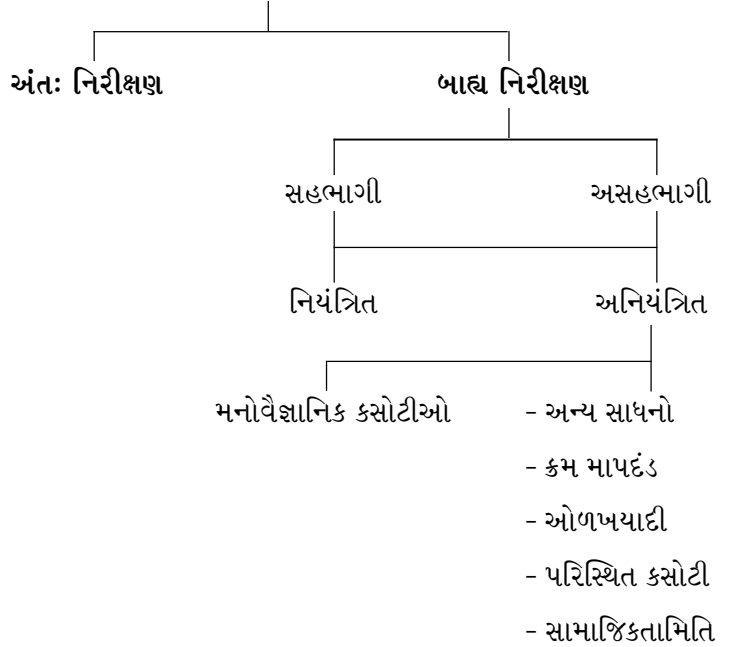 અંતઃ નિરીક્ષણ બાહ્ય નિરીક્ષણ
સહભાગી અસહભાગી
નિયંત્રિત અનિયંત્રિત
મનોવૈજ્ઞાનિક કસોટીઓ - અન્ય સાધનો
- ક્રમ માપદંડ
- ઓળખયાદી
- પરિસ્થિત કસોટી
- સામાજિકતામિતિ